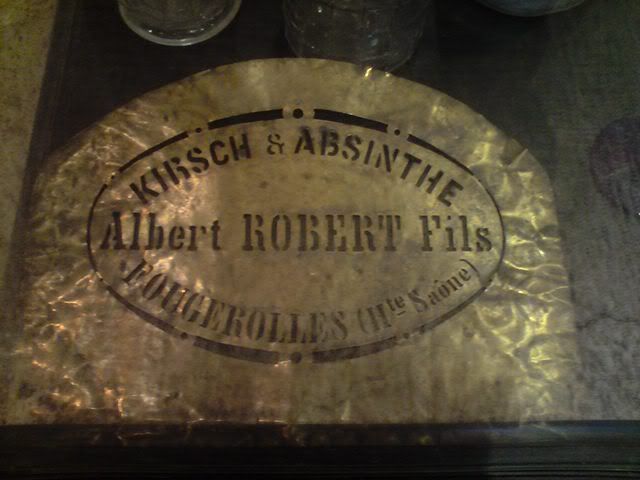 KIRSCH & ABSINTHE
Albert ROBERT Fils
FOUGEROLLES (Hte Saône)